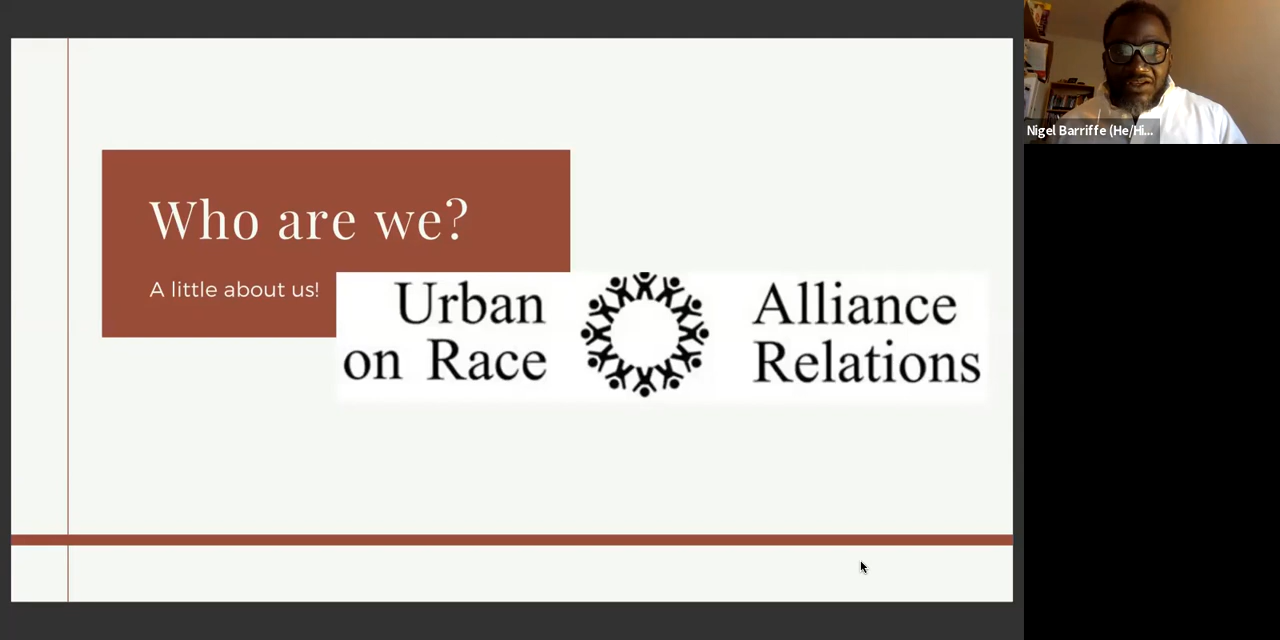 Who are we?
A little about us!
Urban Alliance
on Race Relations
Nigel Barriffe (He/Hi...